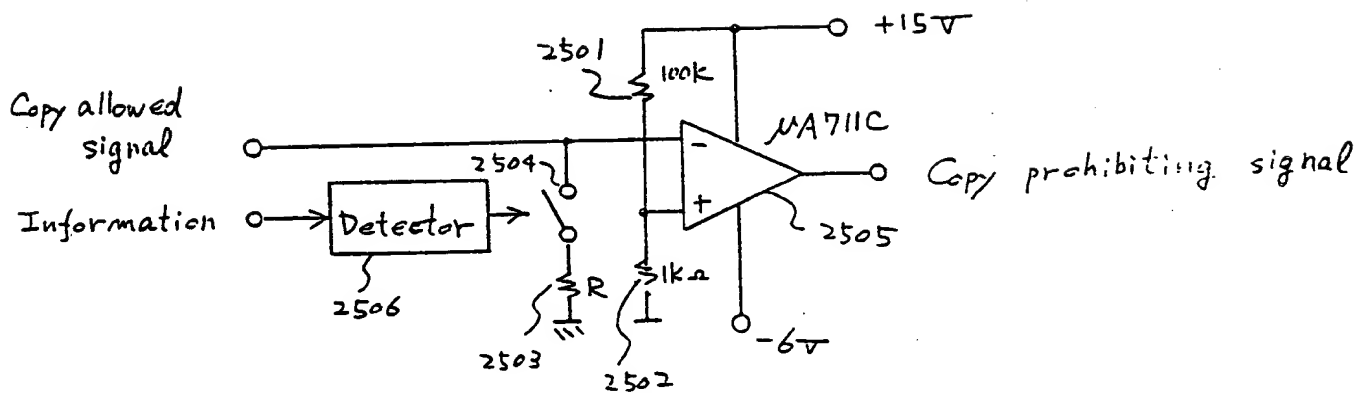 +15V
2501
100K
Copy allowed
signal
μA711C
2504
-
Copy prohibiting signal
Information
Detector
+
2505
R
1kΩ
2506
2503
2502
-6V